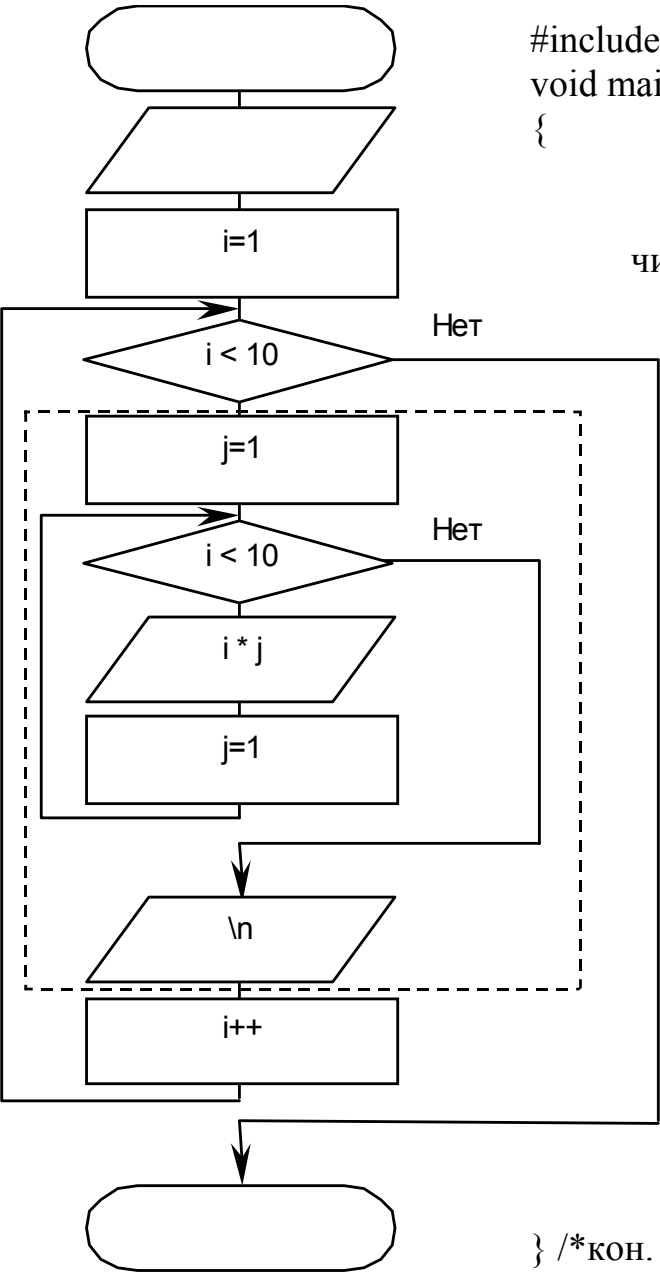 #include
void mai
{
i=1
чи
Нет
i < 10
j=1
Нет
i < 10
i * j
j=1
\n
i++
} /*кон.